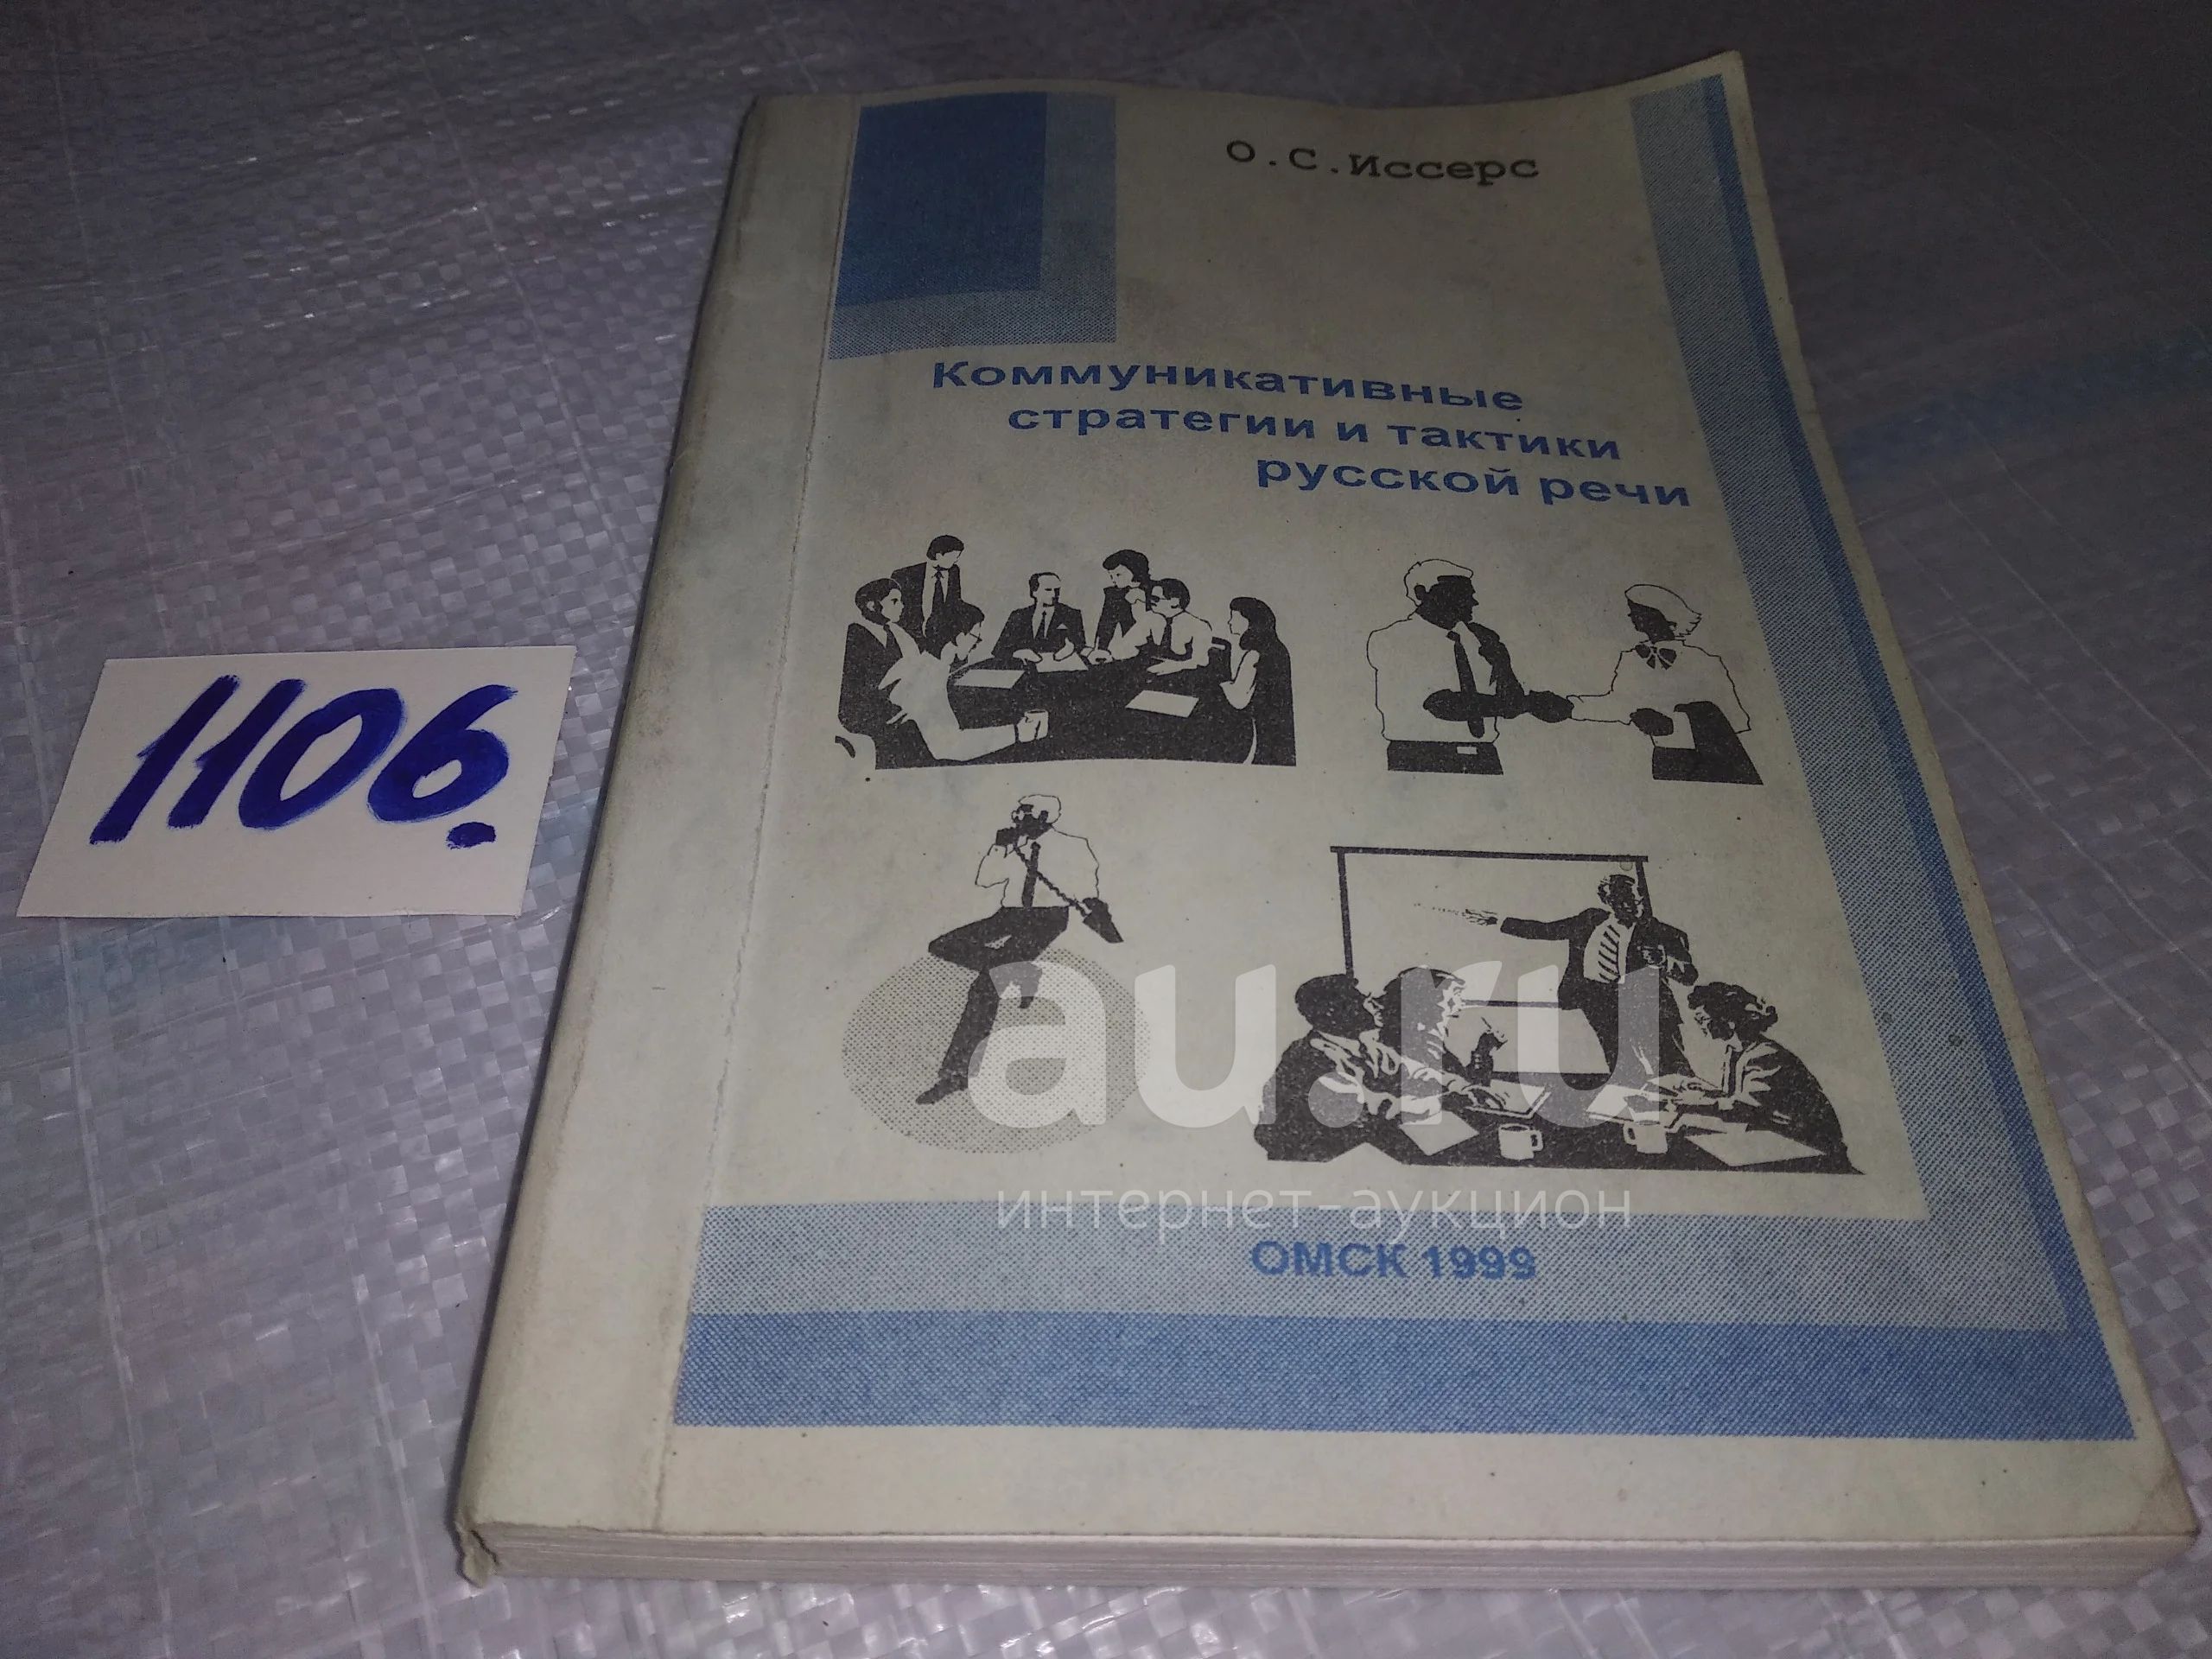 О.С.Иссерс
Коммуникативные
стратегии и тактики
русской речи
1106.
au.ru
интернет-аукцион
ОМСК 1999